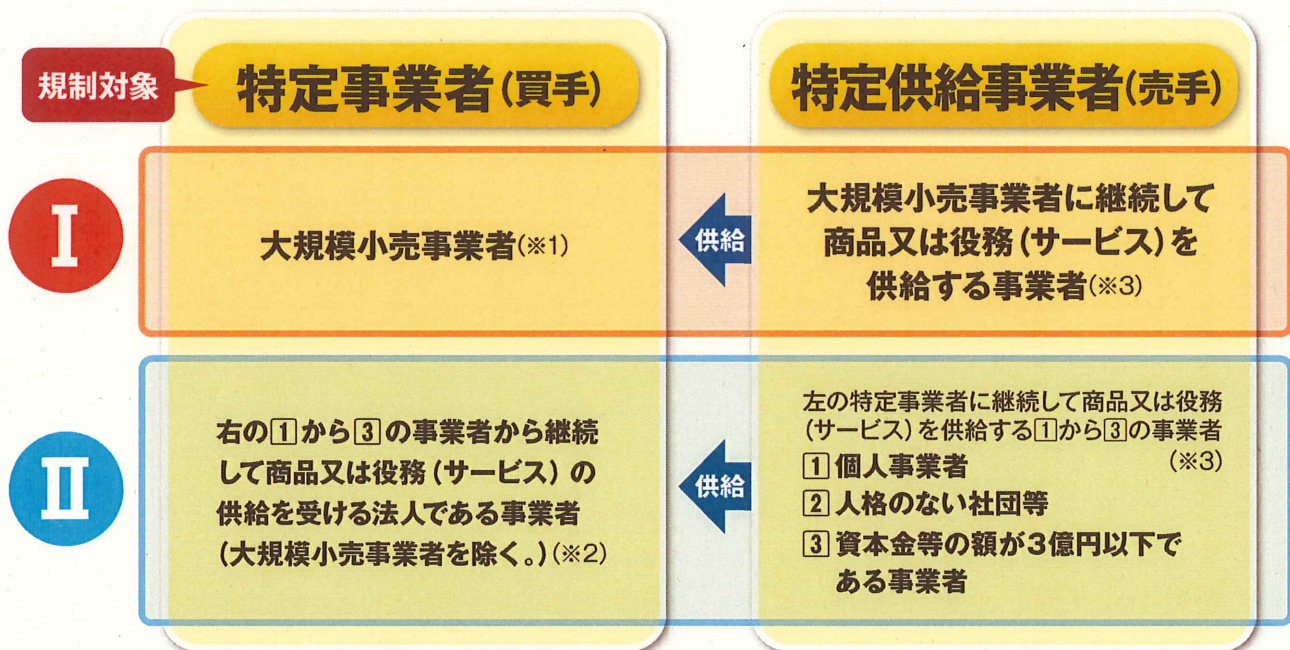 規制対象
特定事業者(買手)
特定供給事業者(売手)
I
大規模小売事業者(※1)
供給
大規模小売事業者に継続して
商品又は役務(サービス)を
供給する事業者(※3)
II
右の1から3の事業者から継続
して商品又は役務(サービス)の
供給を受ける法人である事業者
(大規模小売事業者を除く。)(※2)
供給
左の特定事業者に継続して商品又は役務
(サービス)を供給する1から3の事業者
(※3)
1個人事業者
2人格のない社団等
3資本金等の額が3億円以下で
ある事業者